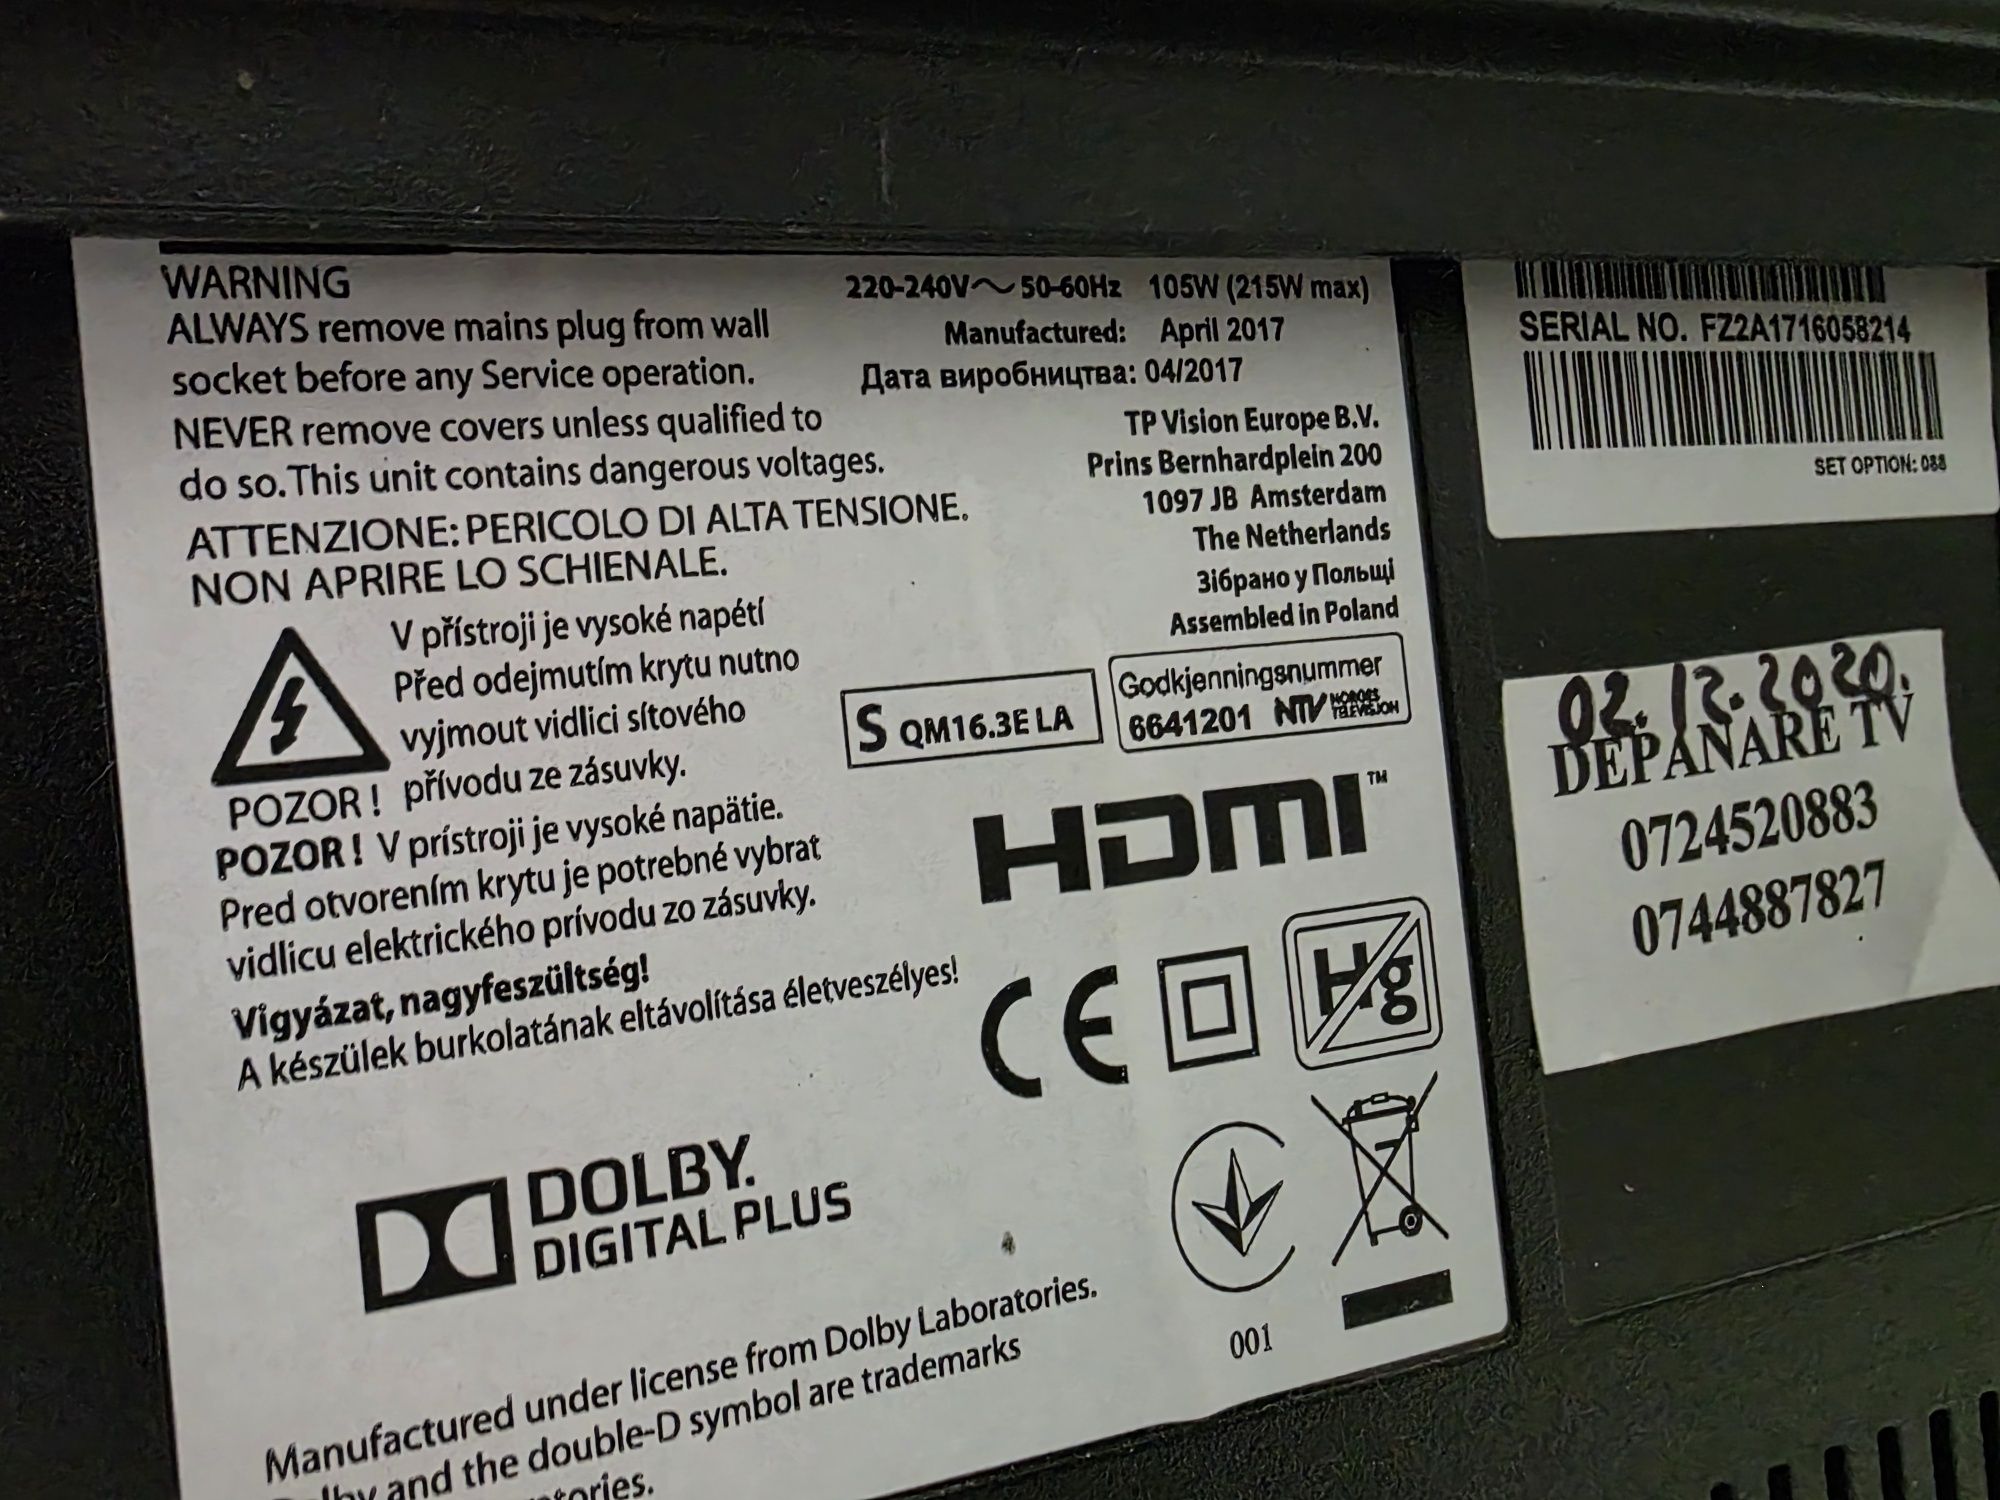 WARNING
ALWAYS remove mains plug from wall
socket before any Service operation.
NEVER remove covers unless qualified to
do so. This unit contains dangerous voltages.
ATTENZIONE: PERICOLO DI ALTA TENSIONE.
NON APRIRE LO SCHIENALE.
V přístroji je vysoké napétí
Před odejmutím krytu nutno
vyjmout vidlici sítového
přívodu ze zásuvky.
POZOR !
POZOR ! V prístroji je vysoké napätie.
Pred otvorením krytu je potrebné vybrat
vidlicu elektrického prívodu zo zásuvky.
Vigyázat, nagyfeszültség!
A készülek burkolatának eltávolítása életveszélyes!
DOLBY.
DIGITAL PLUS
Manufactured under license from Dolby Laboratories.
Dolby and the double-D symbol are trademarks
220-240V~ 50-60Hz 105W (215W max)
Manufactured: April 2017
Дата виробництва: 04/2017
TP Vision Europe B.V.
Prins Bernhardplein 200
1097 JB Amsterdam
The Netherlands
Зібрано у Польщі
Assembled in Poland
S QM16.3E LA
Godkjenningsnummer
6641201 NTV NORGES
TELEVISJON
HDMI™
CE
Hg
001
SERIAL NO. FZ2A1716058214
SET OPTION: 088
02.12.2020.
DEPANARE TV
0724520883
0744887827